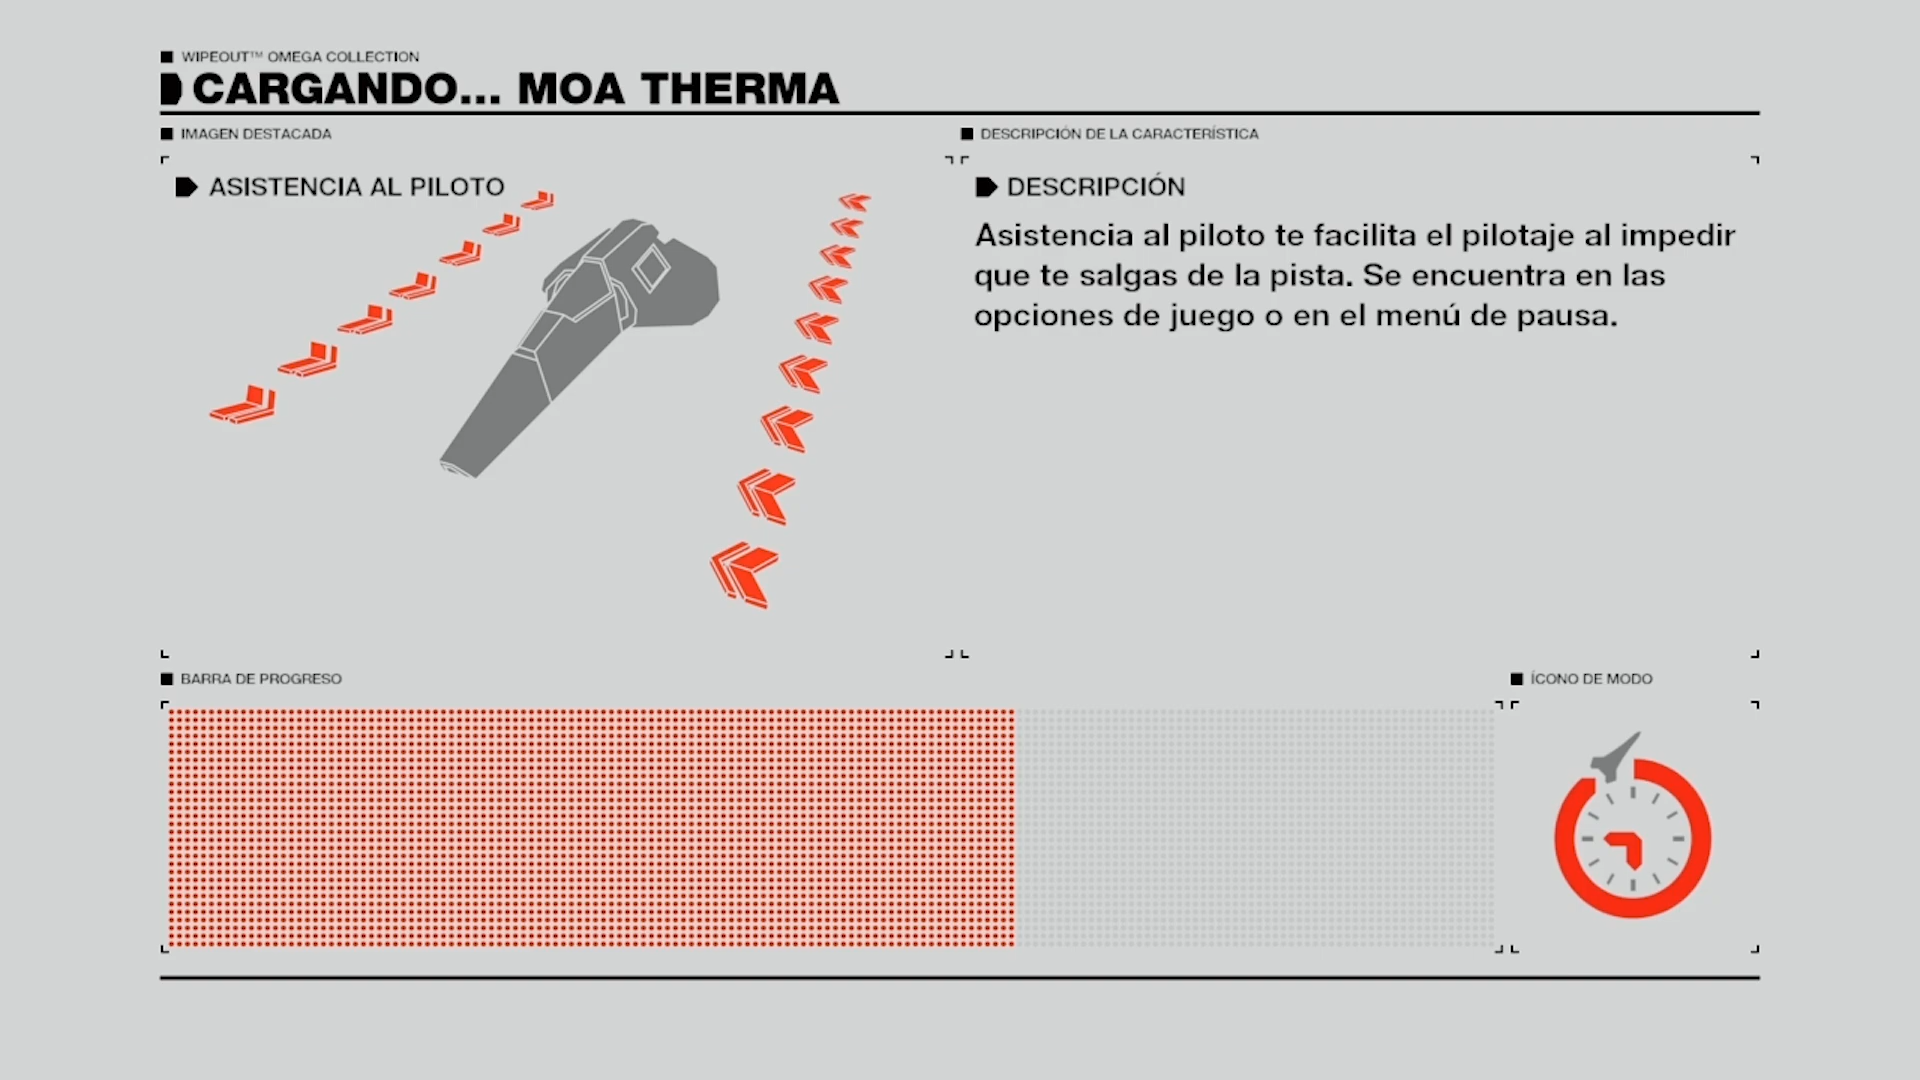 WIPEOUT™ OMEGA COLLECTION
CARGANDO... MOA THERMA
IMAGEN DESTACADA
ASISTENCIA AL PILOTO
DESCRIPCIÓN DE LA CARACTERÍSTICA
DESCRIPCIÓN
Asistencia al piloto te facilita el pilotaje al impedir
que te salgas de la pista. Se encuentra en las
opciones de juego o en el menú de pausa.
BARRA DE PROGRESO
ÍCONO DE MODO